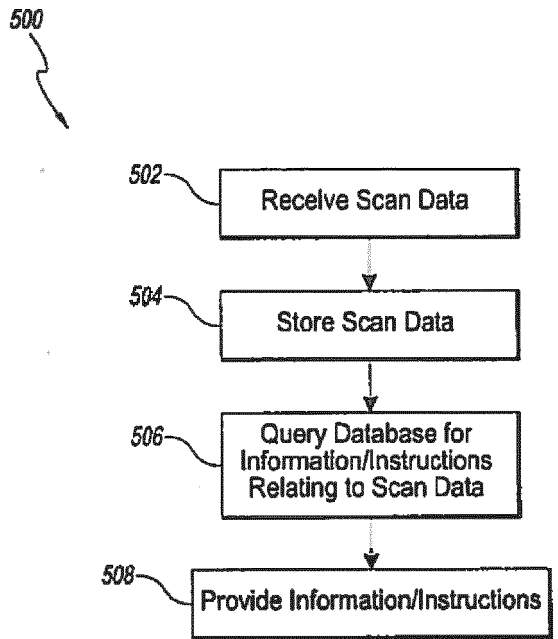 500
502
Receive Scan Data
504
Store Scan Data
506
Query Database for
Information/Instructions
Relating to Scan Data
508
Provide Information/Instructions